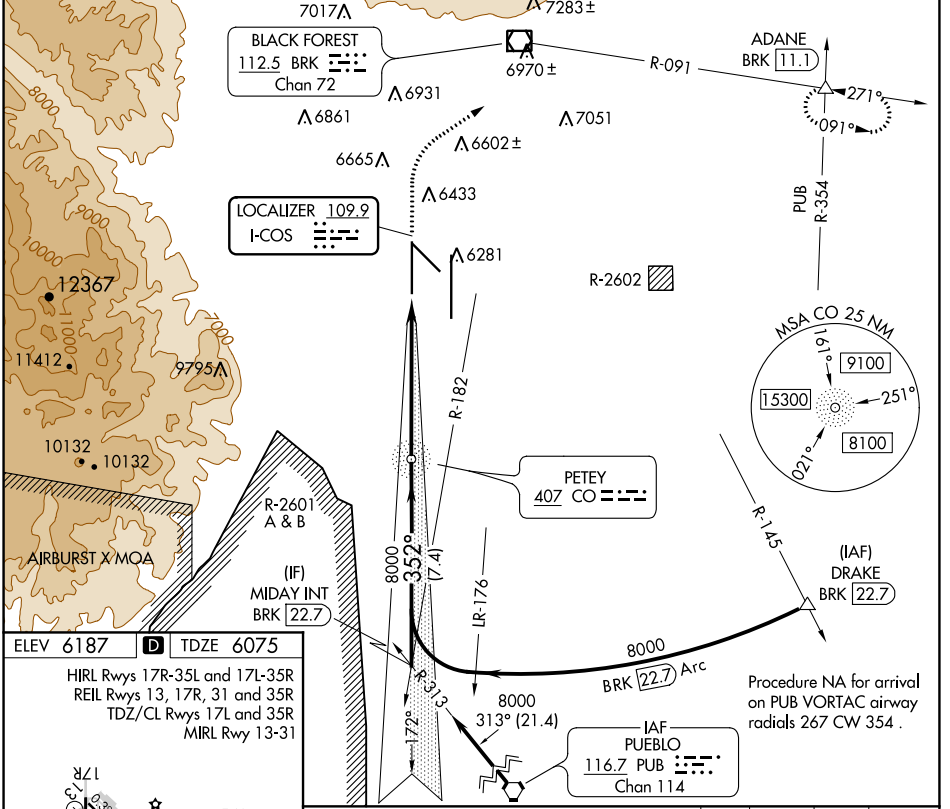 7017
7283±
BLACK FOREST
112.5 BRK
Chan 72
6970±
R-091
ADANE
BRK 11.1
271°
091°
8000
6931
6861
7051
6602±
6665
6433
PUB
R-354
LOCALIZER 109.9
I-COS
6281
R-2602
9000
10000
12367
11000
11412
7000
9795
MSA CO 25 NM
161°
9100
15300
251°
021°
8100
R-182
10132
10132
PETEY
407 CO
R-2601
A & B
AIRBURST X MOA
8000
352°
(7.4)
LR-176
R-145
(IF)
MIDAY INT
BRK 22.7
(IAF)
DRAKE
BRK 22.7
8000
BRK 22.7 Arc
R-313
172°
8000
313° (21.4)
IAF
PUEBLO
116.7 PUB
Chan 114
Procedure NA for arrival
on PUB VORTAC airway
radials 267 CW 354 .
ELEV 6187 D TDZE 6075
HIRL Rwys 17R-35L and 17L-35R
REIL Rwys 13, 17R, 31 and 35R
TDZ/CL Rwys 17L and 35R
MIRL Rwy 13-31
17R
13